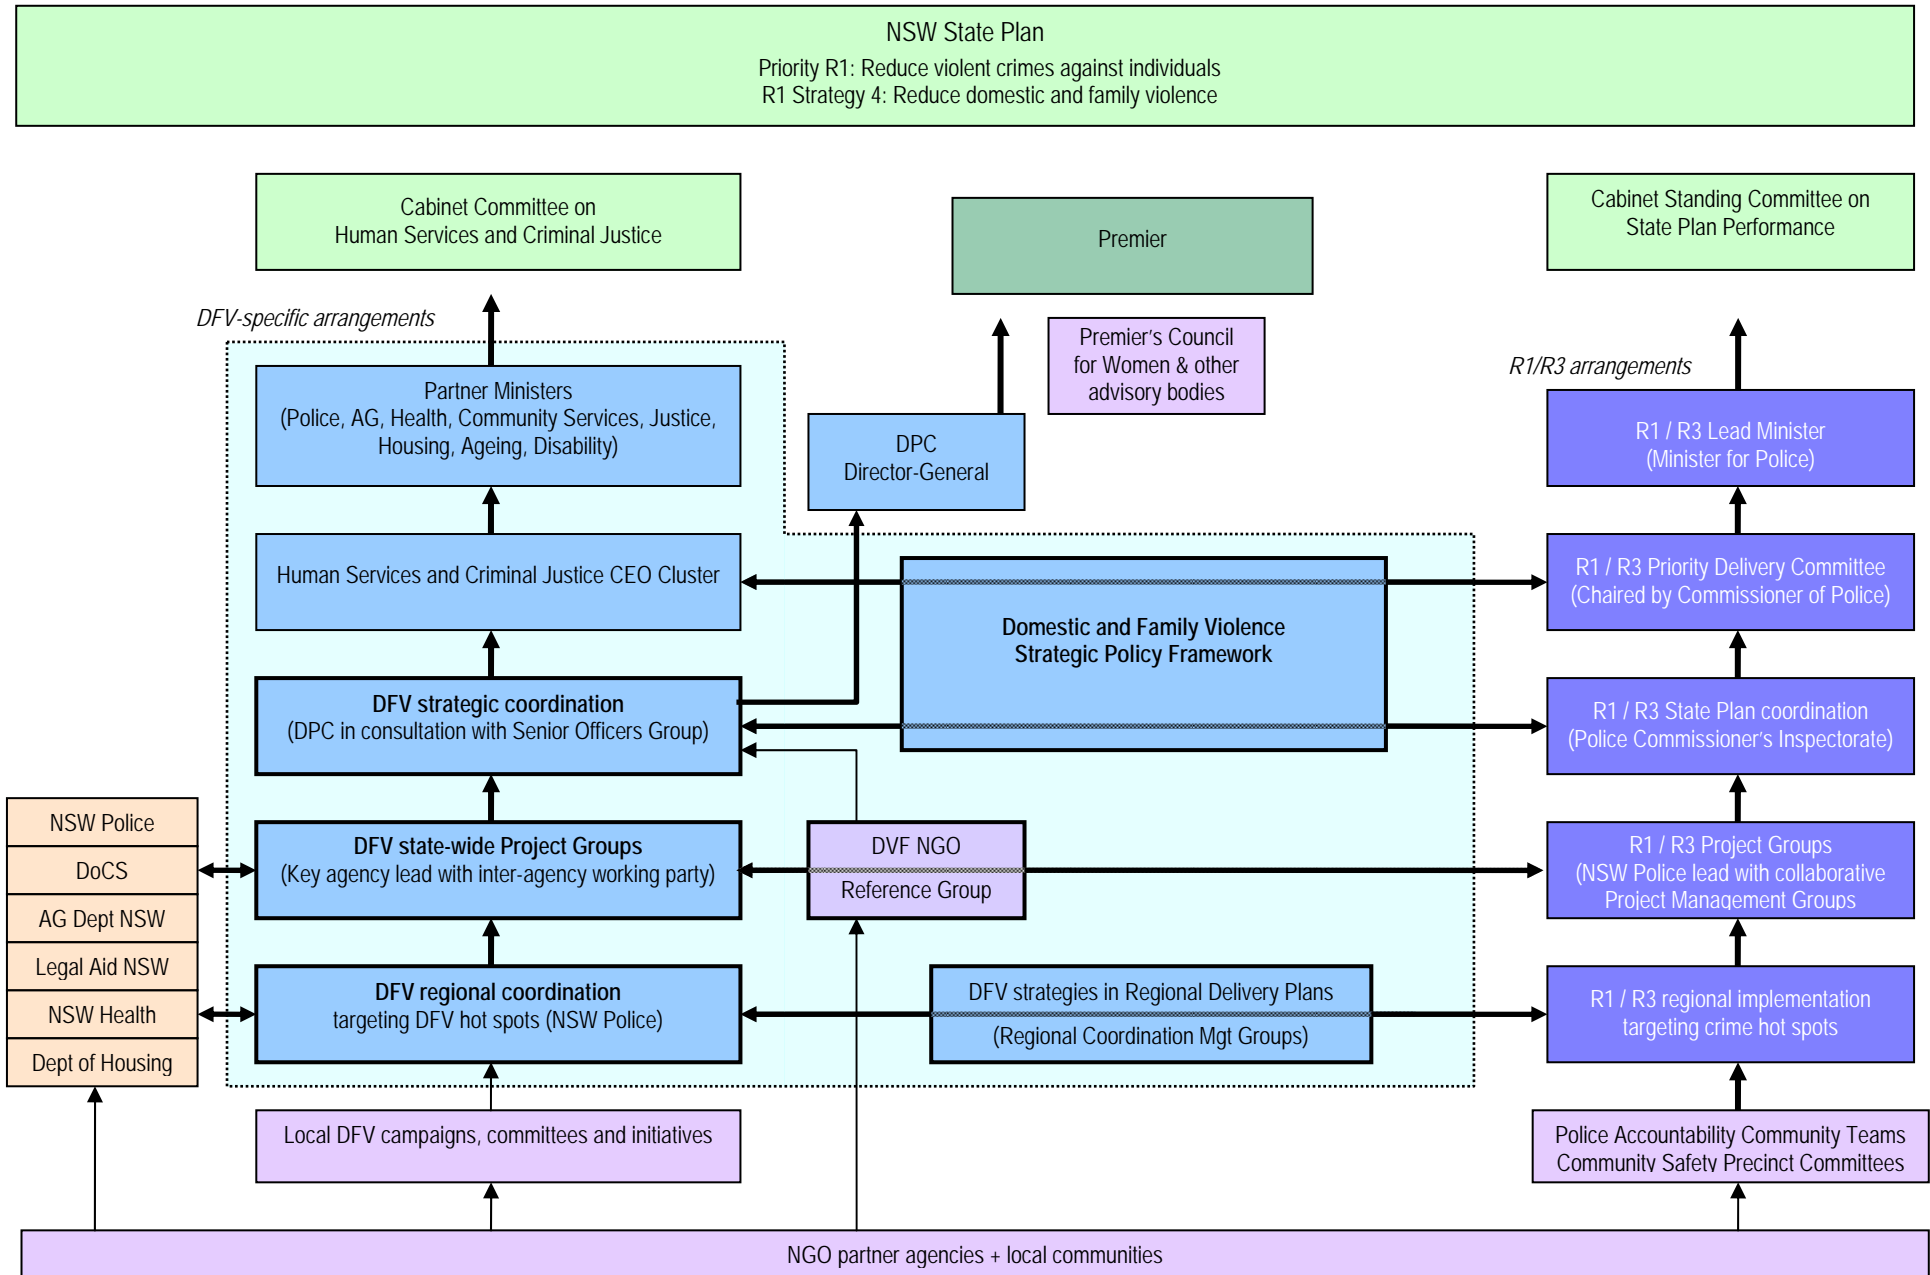 NSW State Plan
Priority R1: Reduce violent crimes against individuals
R1 Strategy 4: Reduce domestic and family violence
Cabinet Committee on
Human Services and Criminal Justice
Premier
Cabinet Standing Committee on
State Plan Performance
DFV-specific arrangements
Premier's Council
for Women & other
advisory bodies
R1/R3 arrangements
Partner Ministers
(Police, AG, Health, Community Services, Justice,
Housing, Ageing, Disability)
DPC
Director-General
R1 / R3 Lead Minister
(Minister for Police)
Human Services and Criminal Justice CEO Cluster
Domestic and Family Violence
Strategic Policy Framework
R1 / R3 Priority Delivery Committee
(Chaired by Commissioner of Police)
DFV strategic coordination
(DPC in consultation with Senior Officers Group)
R1 / R3 State Plan coordination
(Police Commissioner's Inspectorate)
NSW Police
DoCS
AG Dept NSW
Legal Aid NSW
NSW Health
Dept of Housing
DFV state-wide Project Groups
(Key agency lead with inter-agency working party)
DVF NGO
Reference Group
R1 / R3 Project Groups
(NSW Police lead with collaborative
Project Management Groups
DFV regional coordination
targeting DFV hot spots (NSW Police)
DFV strategies in Regional Delivery Plans
(Regional Coordination Mgt Groups)
R1 / R3 regional implementation
targeting crime hot spots
Local DFV campaigns, committees and initiatives
Police Accountability Community Teams
Community Safety Precinct Committees
NGO partner agencies + local communities